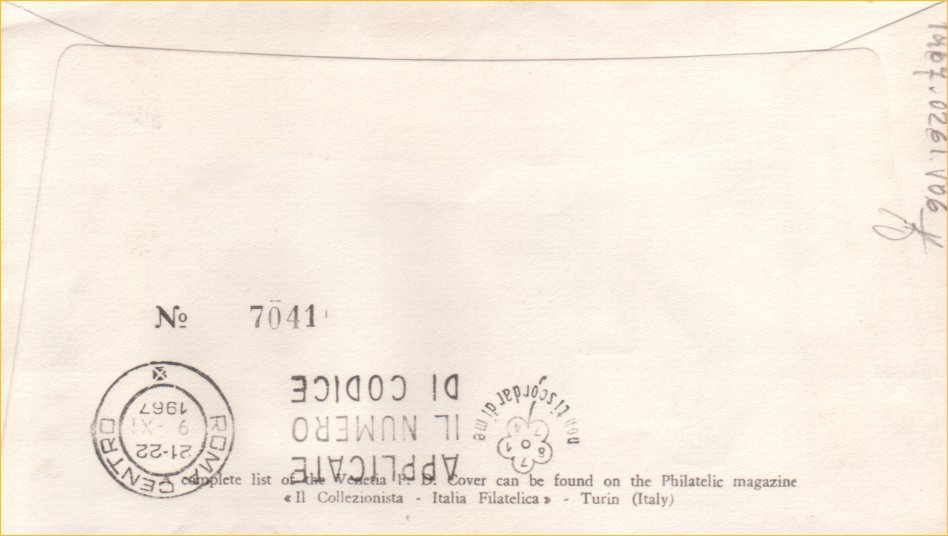 Nº 7041
ROMA CENTRO
21-22
9 -XI
1967
APPLICATE
IL NUMERO
DI CODICE
non ti scordar di me
A complete list of the Venetia F. D. Cover can be found on the Philatelic magazine
« Il Collezionista - Italia Filatelica » - Turin (Italy)